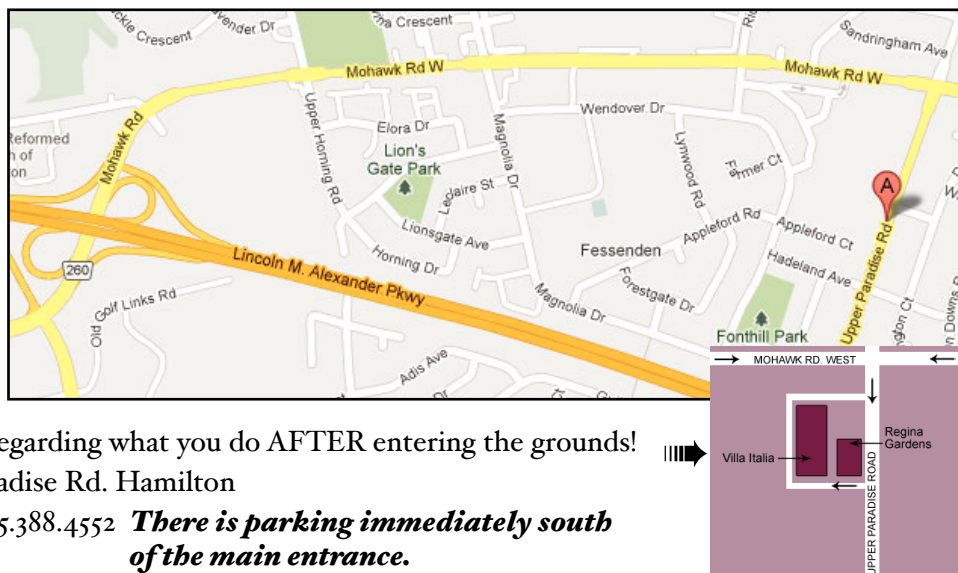 Crescent
Crescent
Sandringham Ave
Mohawk Rd W
Mohawk Rd W
Mohawk Rd
Upper Horning Rd
Elora Dr
Lion's
Gate Park
Leclaire St
Magnolia Dr
Wendover Dr
Lynwood Rd
Farmer Ct
A
Reformed
Lionsgate Ave
Horning Dr
Fessenden
Appleford Rd
Appleford Ct
Hadeland Ave
Upper Paradise Rd
260
Golf Links Rd
Old
Lincoln M. Alexander Pkwy
Magnolia Dr
Forestgate Dr
Fonthill Park
Adis Ave
MOHAWK RD. WEST
Villa Italia
Regina
Gardens
UPPER PARADISE ROAD
egarding what you do AFTER entering the grounds!
adise Rd. Hamilton
5.388.4552 There is parking immediately south
of the main entrance.